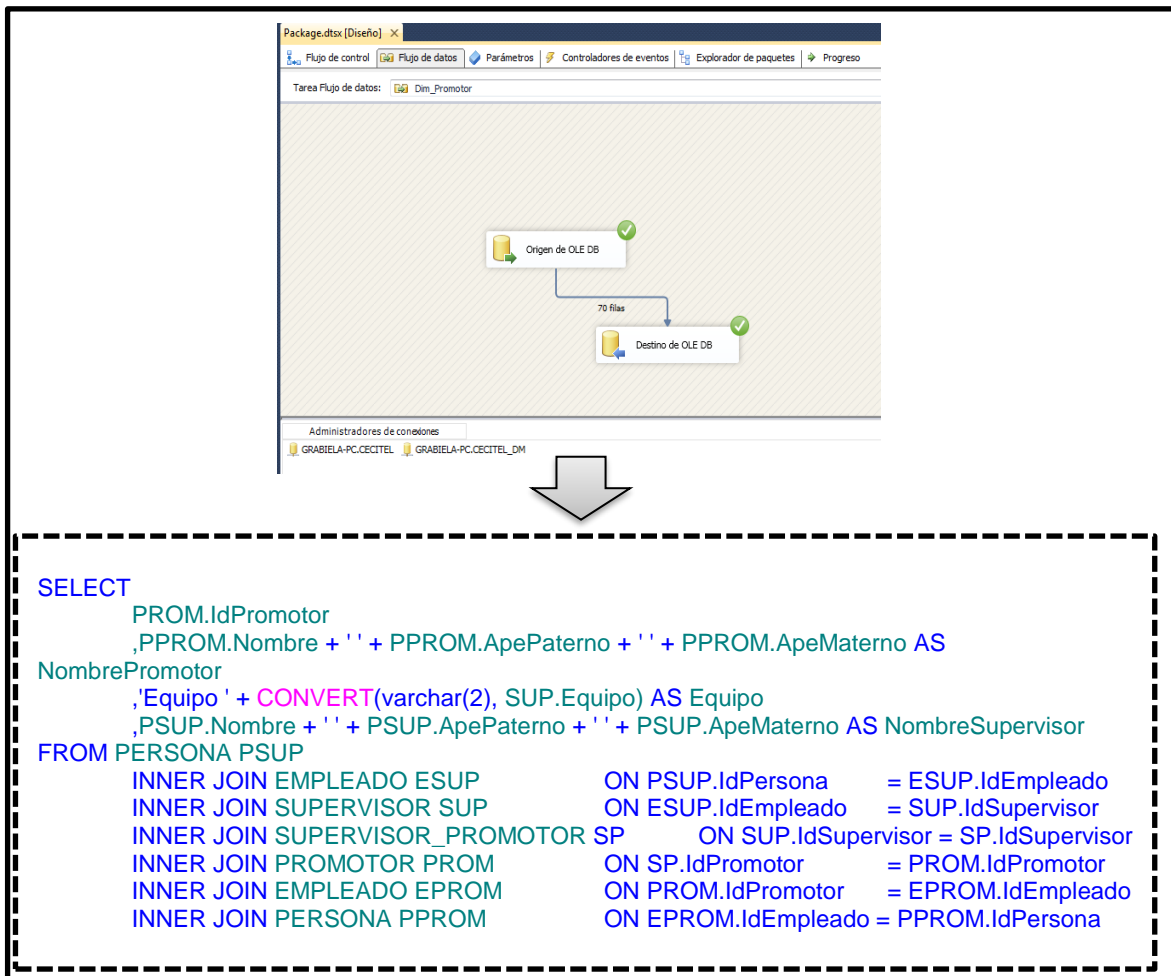 Package.dtsx [Diseño]
Flujo de control Flujo de datos Parámetros Controladores de eventos Explorador de paquetes Progreso
Tarea Flujo de datos: Dim_Promotor
Origen de OLE DB
70 filas
Destino de OLE DB
Administradores de conexiones
GRABIELA-PC.CECITEL GRABIELA-PC.CECITEL_DM
SELECT
PROM.IdPromotor
,PPROM.Nombre + ' ' + PPROM.ApePaterno + ' ' + PPROM.ApeMaterno AS
NombrePromotor
,'Equipo ' + CONVERT(varchar(2), SUP.Equipo) AS Equipo
,PSUP.Nombre + ' ' + PSUP.ApePaterno + ' ' + PSUP.ApeMaterno AS NombreSupervisor
FROM PERSONA PSUP
INNER JOIN EMPLEADO ESUP ON PSUP.IdPersona = ESUP.IdEmpleado
INNER JOIN SUPERVISOR SUP ON ESUP.IdEmpleado = SUP.IdSupervisor
INNER JOIN SUPERVISOR_PROMOTOR SP ON SUP.IdSupervisor = SP.IdSupervisor
INNER JOIN PROMOTOR PROM ON SP.IdPromotor = PROM.IdPromotor
INNER JOIN EMPLEADO EPROM ON PROM.IdPromotor = EPROM.IdEmpleado
INNER JOIN PERSONA PPROM ON EPROM.IdEmpleado = PPROM.IdPersona